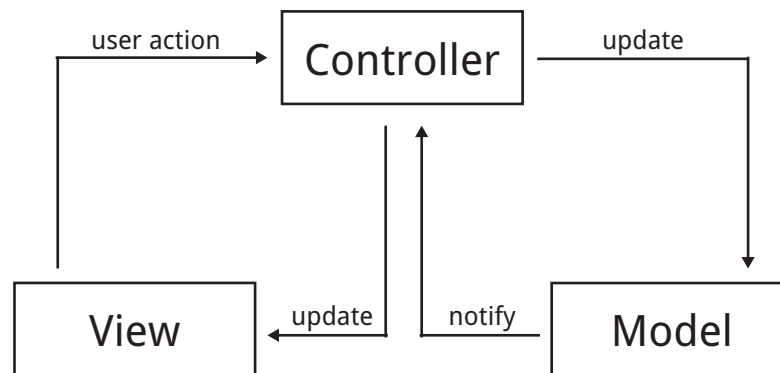 user action
Controller
update
View
update
notify
Model